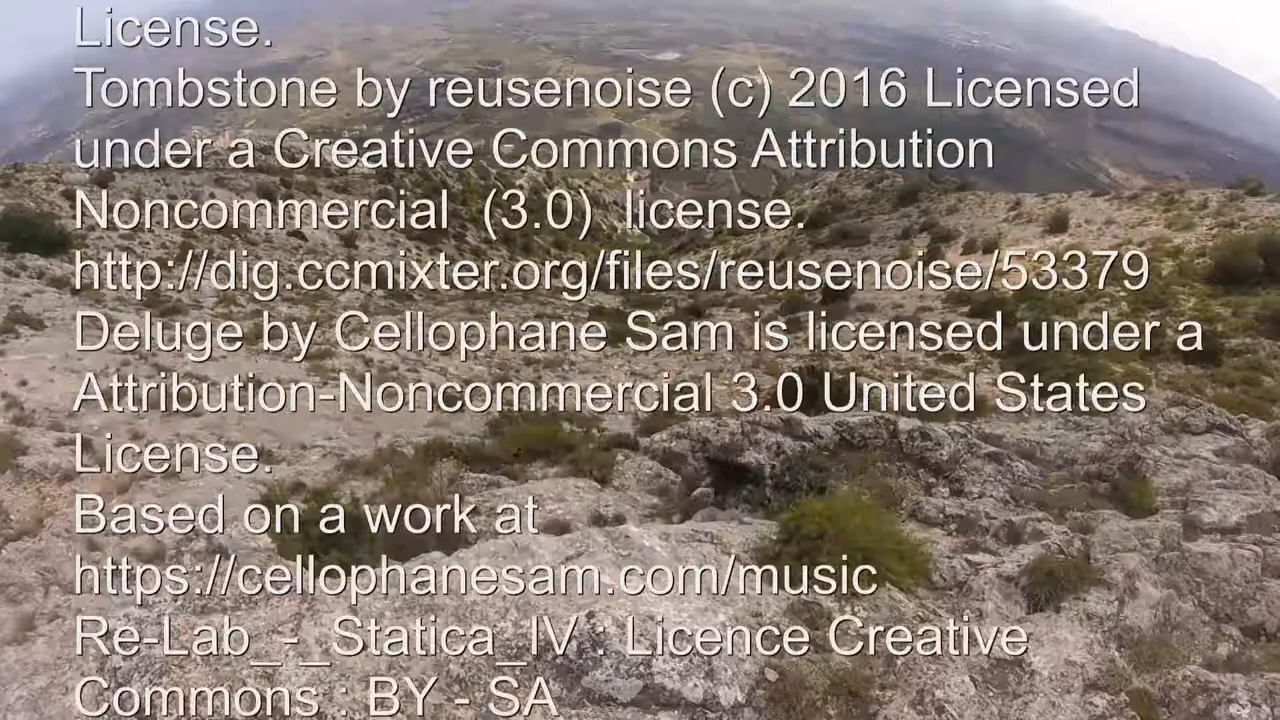 License.
Tombstone by reusenoise (c) 2016 Licensed
under a Creative Commons Attribution
Noncommercial  (3.0)  license.
http://dig.ccmixter.org/files/reusenoise/53379
Deluge by Cellophane Sam is licensed under a
Attribution-Noncommercial 3.0 United States
License.
Based on a work at
https://cellophanesam.com/music
Re-Lab_-_Statica_IV : Licence Creative
Commons : BY - SA